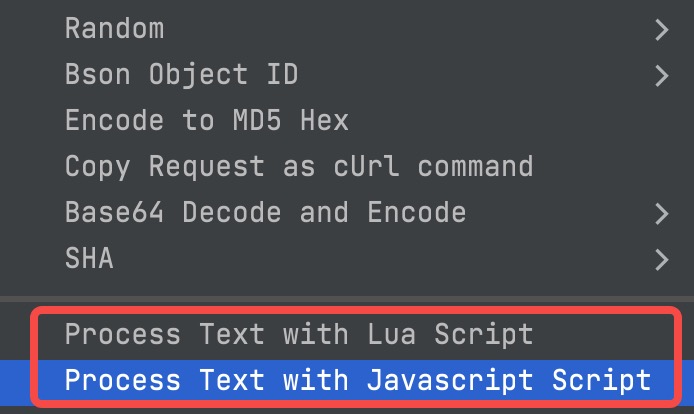 Random
Bson Object ID
Encode to MD5 Hex
Copy Request as cUrl command
Base64 Decode and Encode
SHA
Process Text with Lua Script
Process Text with Javascript Script